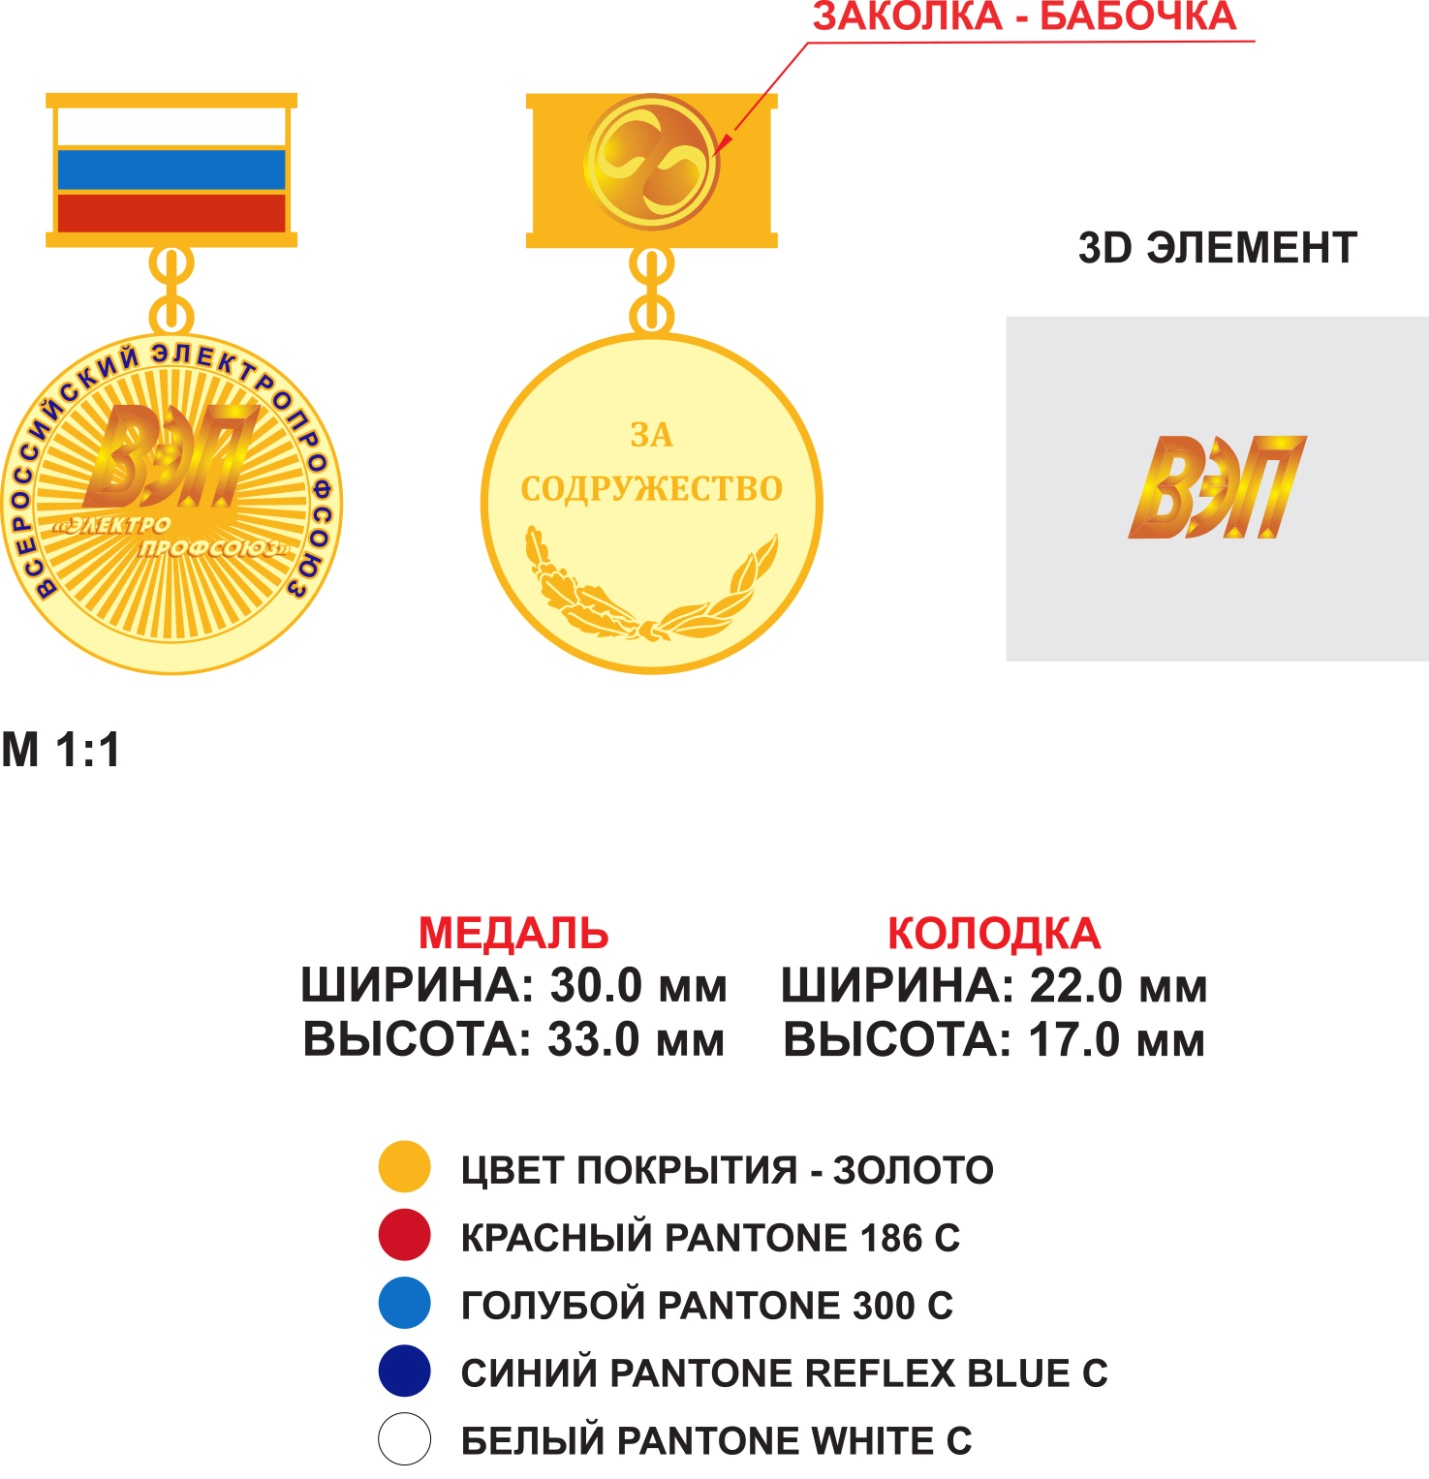 ЗАКОЛКА - БАБОЧКА
ВСЕРОССИЙСКИЙ ЭЛЕКТРОПРОФСОЮЗ
ВЭП
«ЭЛЕКТРО
ПРОФСОЮЗ»
ЗА
СОДРУЖЕСТВО
3D ЭЛЕМЕНТ
ВЭП
М 1:1
МЕДАЛЬ
ШИРИНА: 30.0 мм
ВЫСОТА: 33.0 мм
КОЛОДКА
ШИРИНА: 22.0 мм
ВЫСОТА: 17.0 мм
ЦВЕТ ПОКРЫТИЯ - ЗОЛОТО
КРАСНЫЙ PANTONE 186 C
ГОЛУБОЙ PANTONE 300 C
СИНИЙ PANTONE REFLEX BLUE C
БЕЛЫЙ PANTONE WHITE C